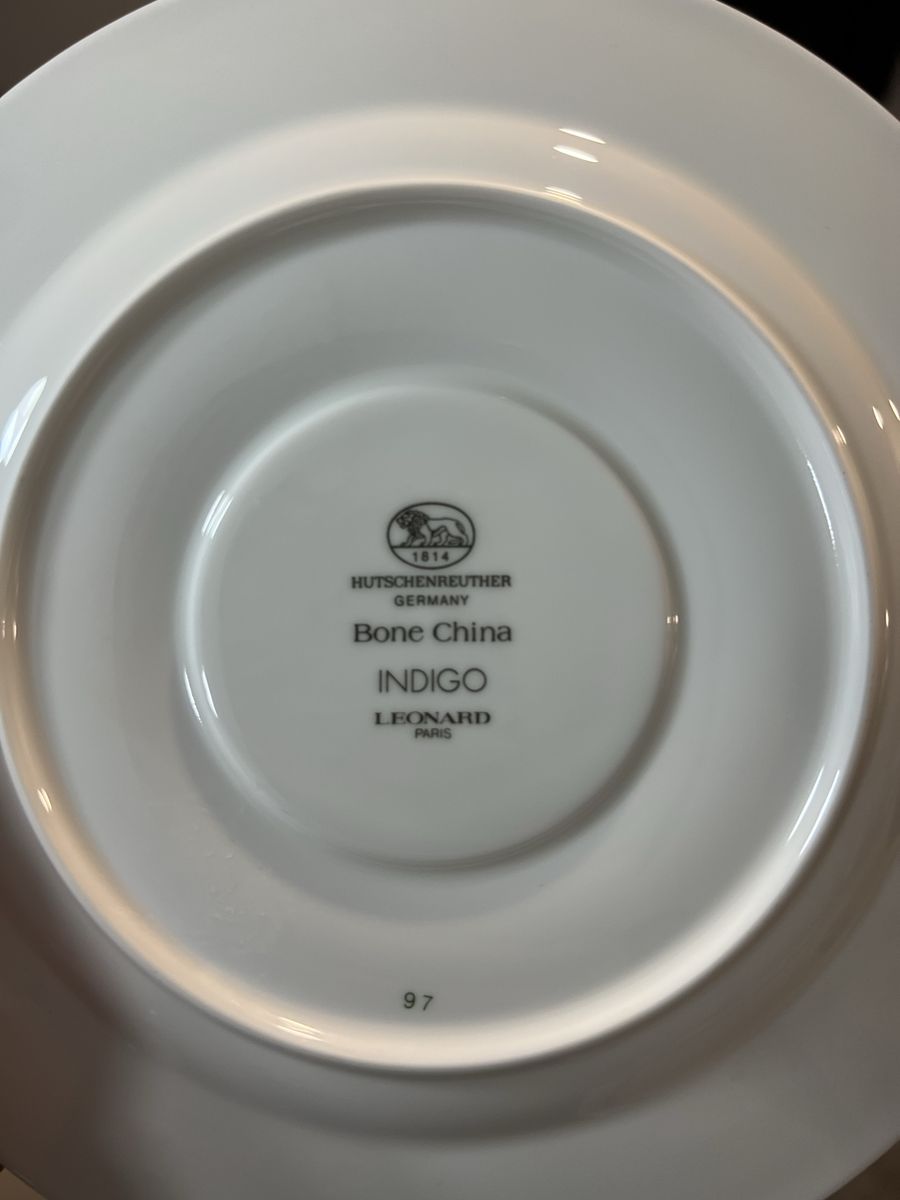 1814
HUTSCHENREUTHER
GERMANY
Bone China
INDIGO
LEONARD
PARIS
97